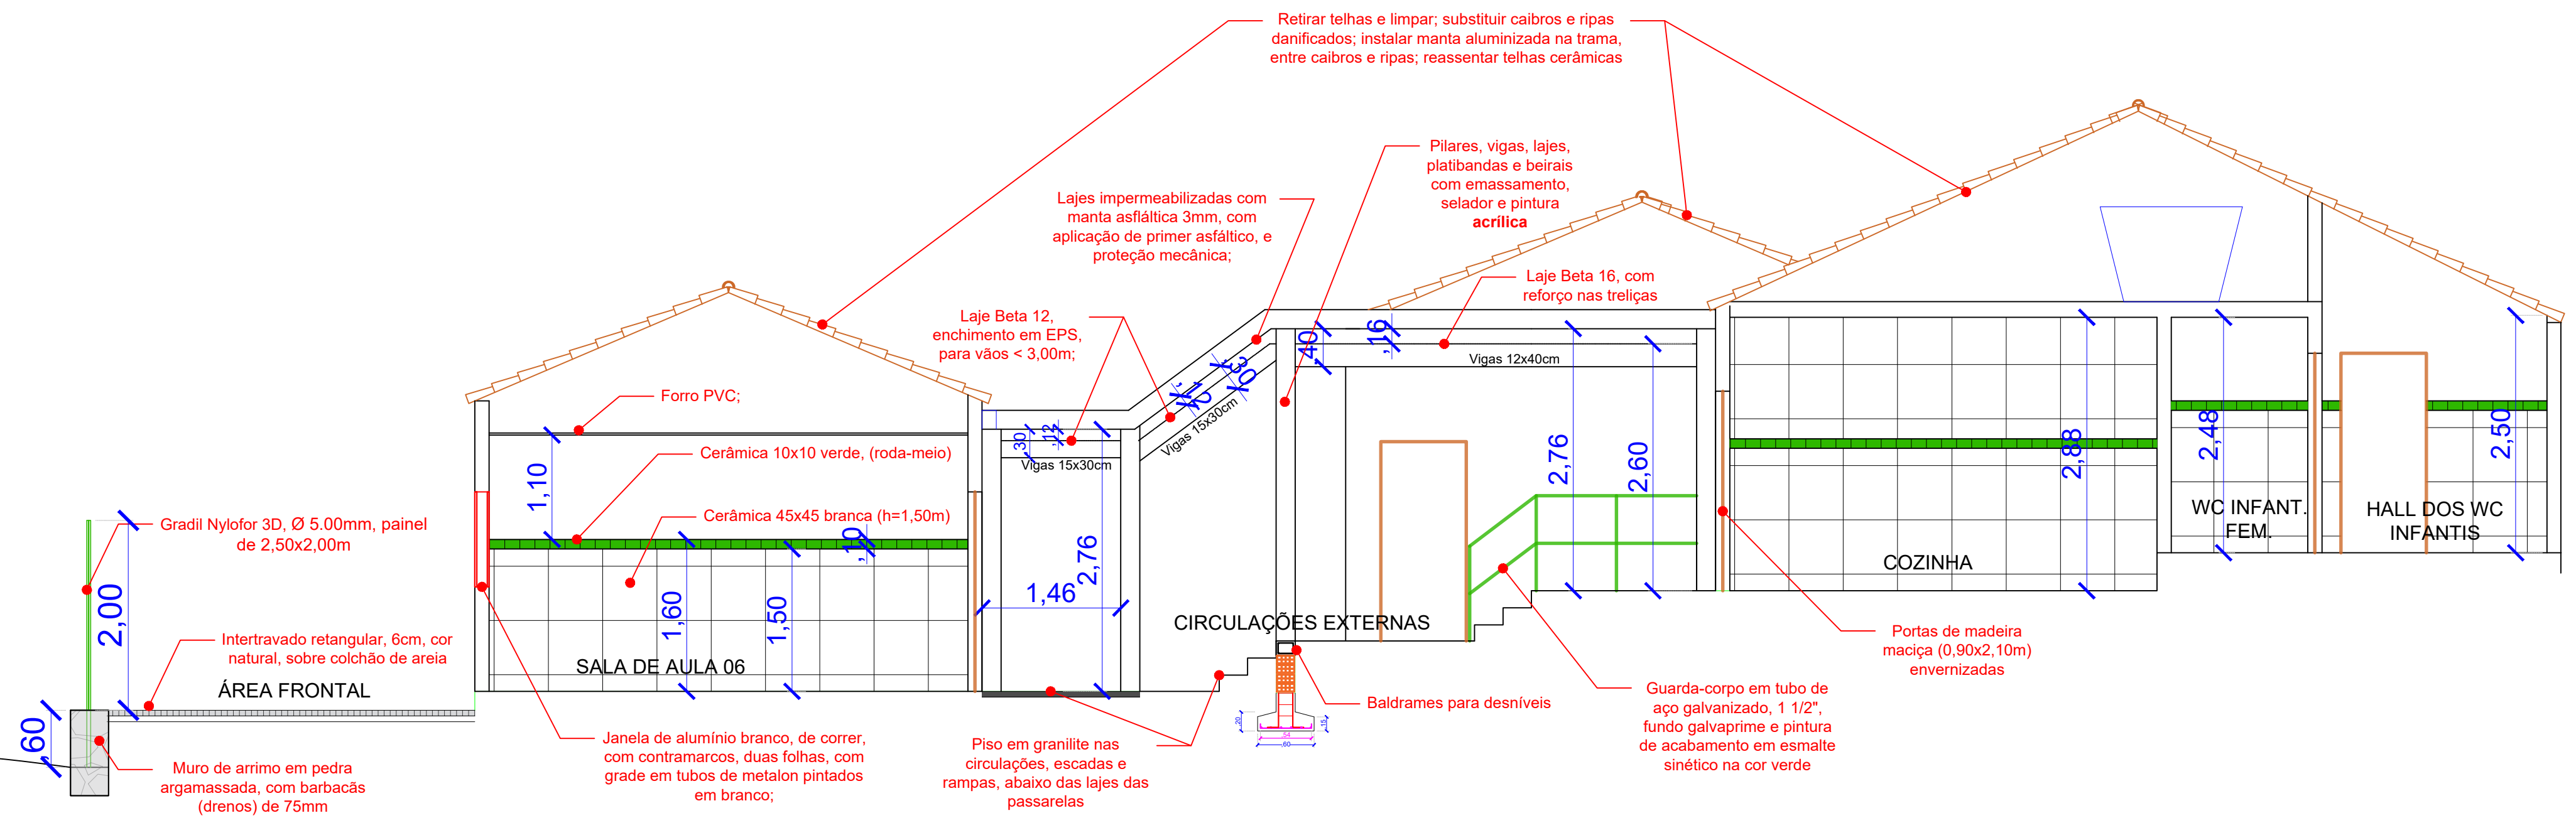 Retirar telhas e limpar; substituir caibros e ripas
danificados; instalar manta aluminizada na trama,
entre caibros e ripas; reassentar telhas cerâmicas
Pilares, vigas, lajes,
platibandas e beirais
com emassamento,
selador e pintura
acrílica
Lajes impermeabilizadas com
manta asfláltica 3mm, com
aplicação de primer asfáltico, e
proteção mecânica;
Laje Beta 16, com
reforço nas treliças
Laje Beta 12,
enchimento em EPS,
para vãos < 3,00m;
Forro PVC;
Cerâmica 10x10 verde, (roda-meio)
Cerâmica 45x45 branca (h=1,50m)
Gradil Nylofor 3D, Ø 5.00mm, painel
de 2,50x2,00m
Intertravado retangular, 6cm, cor
natural, sobre colchão de areia
ÁREA FRONTAL
Muro de arrimo em pedra
argamassada, com barbacãs
(drenos) de 75mm
2,00
,60
1,10
,10
1,60
1,50
SALA DE AULA 06
Janela de alumínio branco, de correr,
com contramarcos, duas folhas, com
grade em tubos de metalon pintados
em branco;
,30
,12
Vigas 15x30cm
1,46
2,76
,12
,30
Vigas 15x30cm
,40
,16
Vigas 12x40cm
2,76
2,60
CIRCULAÇÕES EXTERNAS
Piso em granilite nas
circulações, escadas e
rampas, abaixo das lajes das
passarelas
Baldrames para desníveis
,20
,15
,54
,60
Guarda-corpo em tubo de
aço galvanizado, 1 1/2",
fundo galvaprime e pintura
de acabamento em esmalte
sinético na cor verde
Portas de madeira
maciça (0,90x2,10m)
envernizadas
2,88
COZINHA
2,48
WC INFANT.
FEM.
2,50
HALL DOS WC
INFANTIS